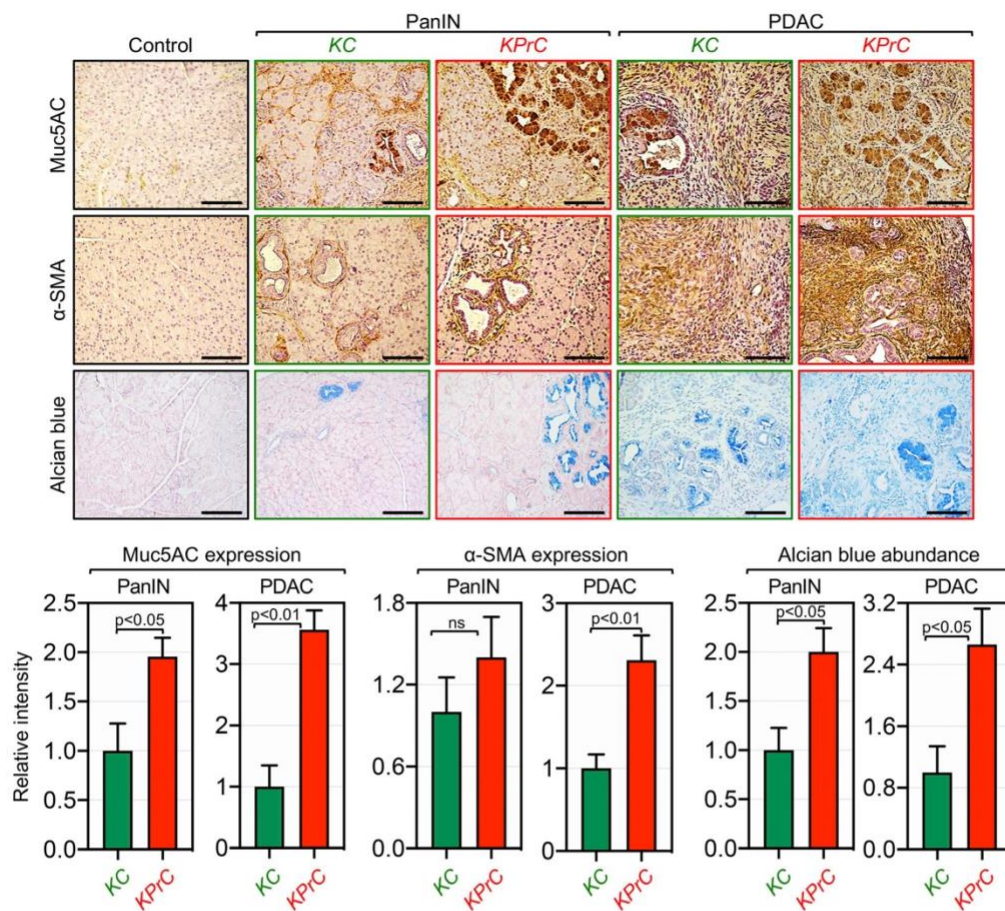 PanIN PDAC
Control KC KPrC KC KPrC
Muc5AC
α-SMA
Alcian blue
Muc5AC expression α-SMA expression Alcian blue abundance
PanIN PDAC PanIN PDAC PanIN PDAC
Relative intensity
2.5
2.0
1.5
1.0
0.5
0.0
p<0.05
KC KPrC
4
3
2
1
0
p<0.01
KC KPrC
1.8
1.2
0.6
0.0
ns
KC KPrC
3
2
1
0
p<0.01
KC KPrC
2.5
2.0
1.5
1.0
0.5
0.0
p<0.05
KC KPrC
3.2
2.4
1.6
0.8
0.0
p<0.05
KC KPrC